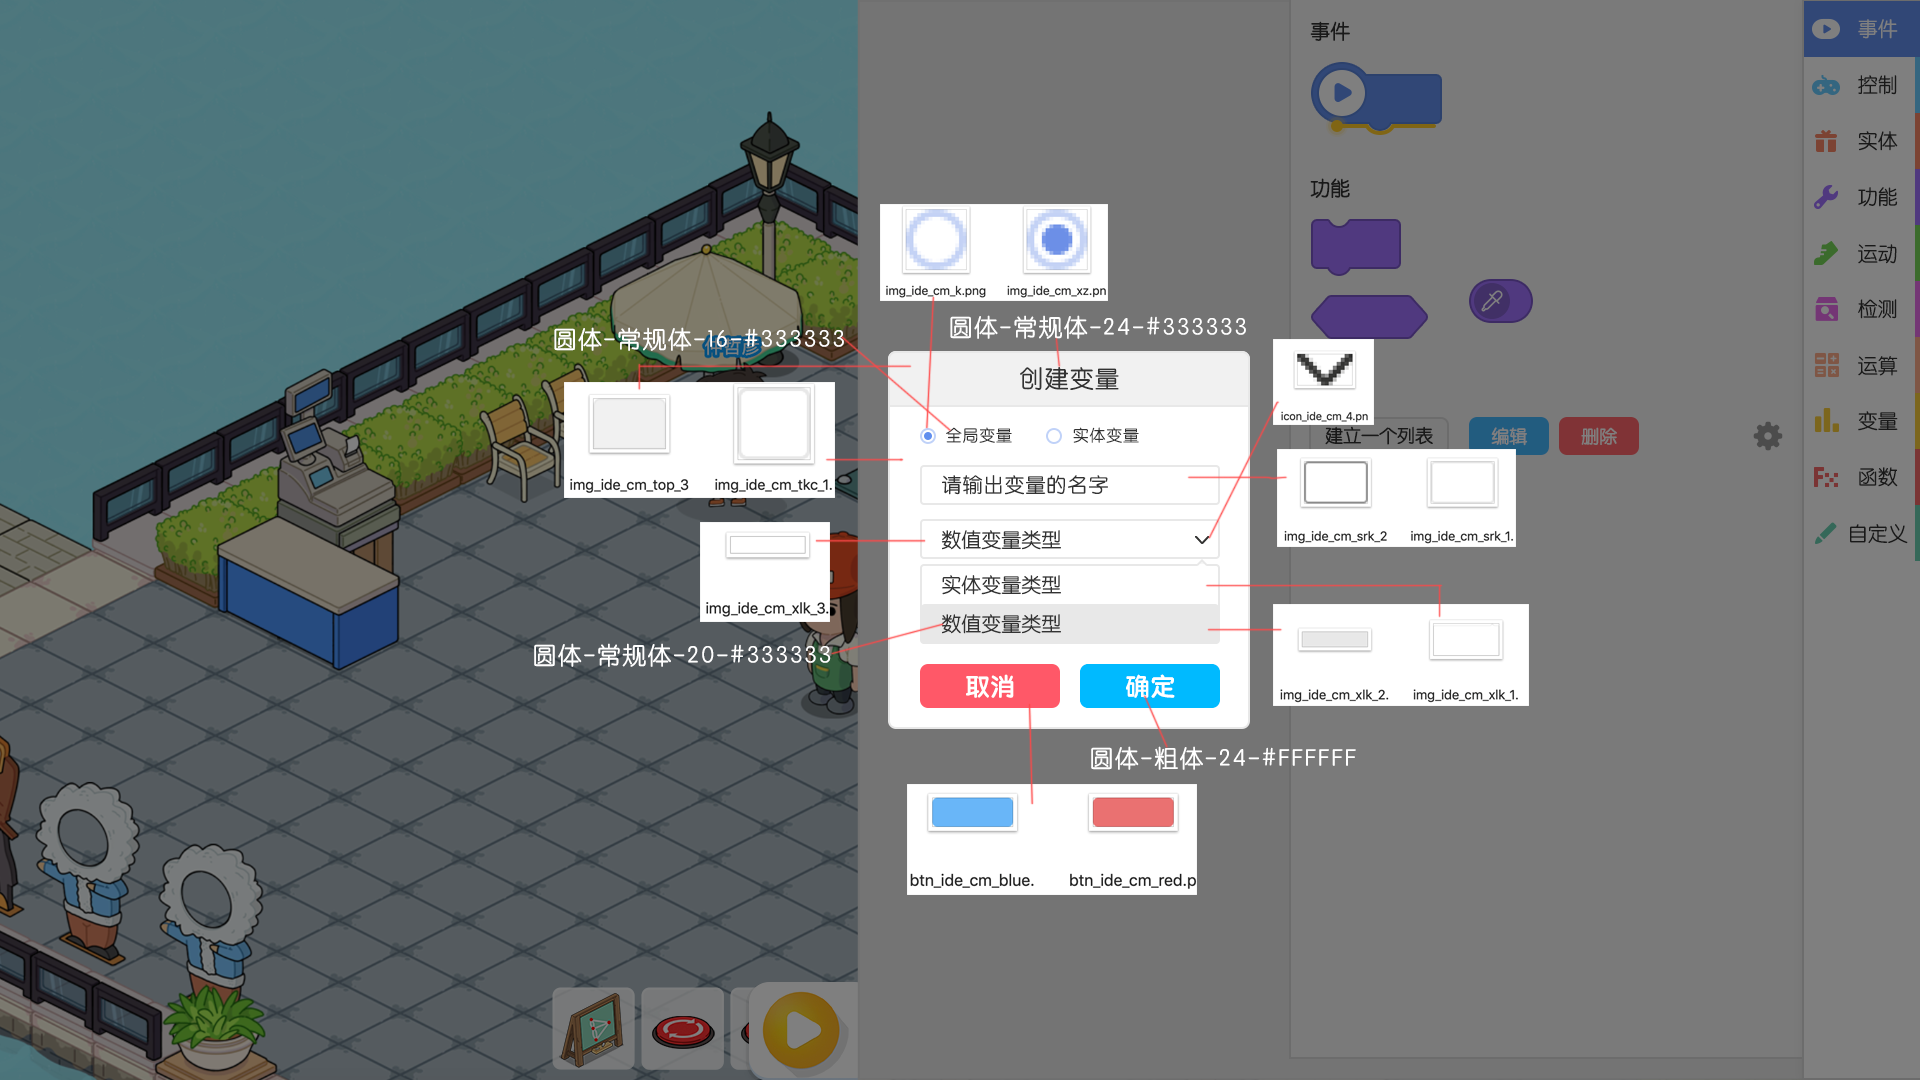 事件
功能
img_ide_cm_k.png
img_ide_cm_xz.pn
圆体-常规体-24-#333333
圆体-常规体-16-#333333
创建变量
全局变量
实体变量
请输出变量的名字
数值变量类型
实体变量类型
数值变量类型
取消
确定
img_ide_cm_top_3
img_ide_cm_tkc_1.
img_ide_cm_xlk_3.
圆体-常规体-20-#333333
圆体-粗体-24-#FFFFFF
btn_ide_cm_blue.
btn_ide_cm_red.p
icon_ide_cm_4.pn
建立一个列表
编辑
删除
img_ide_cm_srk_2
img_ide_cm_srk_1.
img_ide_cm_xlk_2.
img_ide_cm_xlk_1.
事件
控制
实体
功能
运动
检测
运算
变量
函数
自定义